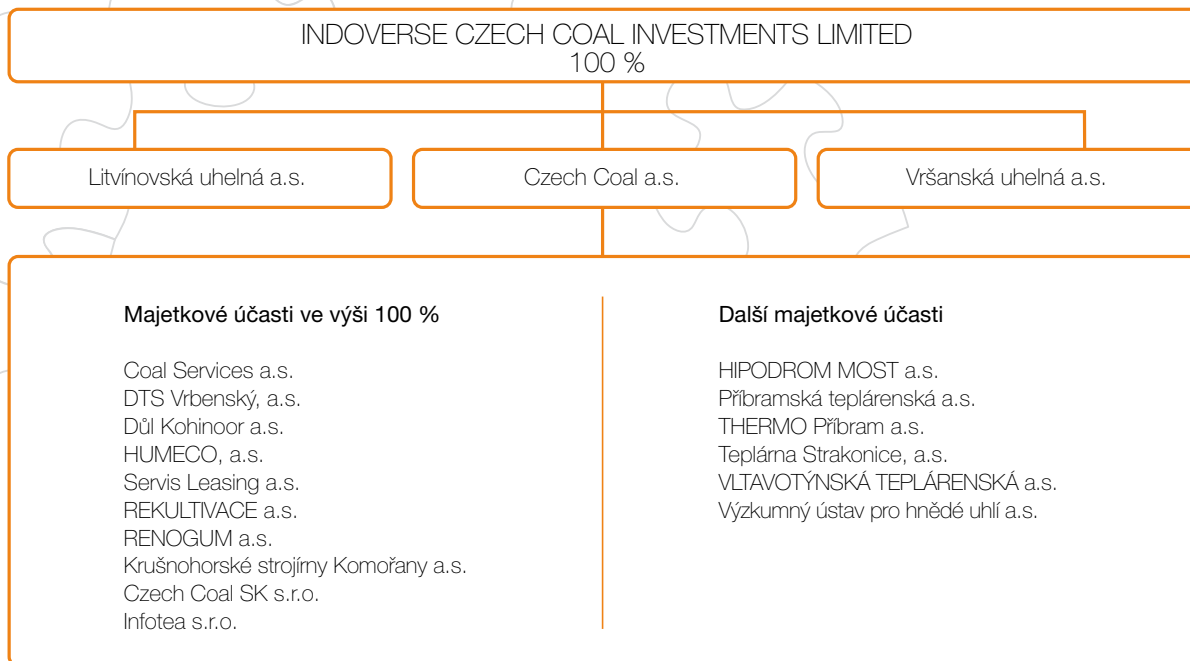 INDOVERSE CZECH COAL INVESTMENTS LIMITED
100 %
Litvínovská uhelná a.s.
Czech Coal a.s.
Vršanská uhelná a.s.
Majetkové účasti ve výši 100 %
Coal Services a.s.
DTS Vrbenský, a.s.
Důl Kohinoor a.s.
HUMECO, a.s.
Servis Leasing a.s.
REKULTIVACE a.s.
RENOGUM a.s.
Krušnohorské strojírny Komořany a.s.
Czech Coal SK s.r.o.
Infotea s.r.o.
Další majetkové účasti
HIPODROM MOST a.s.
Příbramská teplárenská a.s.
THERMO Příbram a.s.
Teplárna Strakonice, a.s.
VLTAVOTÝNSKÁ TEPLÁRENSKÁ a.s.
Výzkumný ústav pro hnědé uhlí a.s.